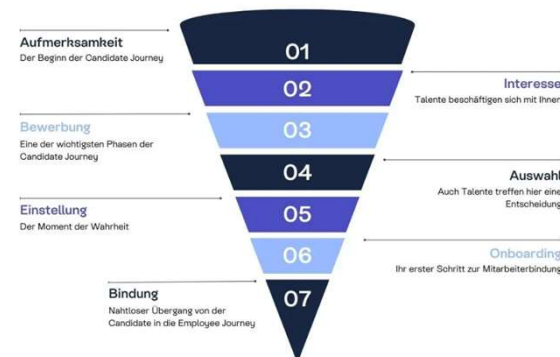 Aufmerksamkeit
Der Beginn der Candidate Journey
01
02
Interesse
Talente beschäftigen sich mit Ihnen
Bewerbung
Eine der wichtigsten Phasen der
Candidate Journey
03
04
Auswahl
Auch Talente treffen hier eine
Entscheidung
Einstellung
Der Moment der Wahrheit
05
06
Onboarding
Ihr erster Schritt zur Mitarbeiterbindung
Bindung
Nahtloser Übergang von der
Candidate in die Employee Journey
07